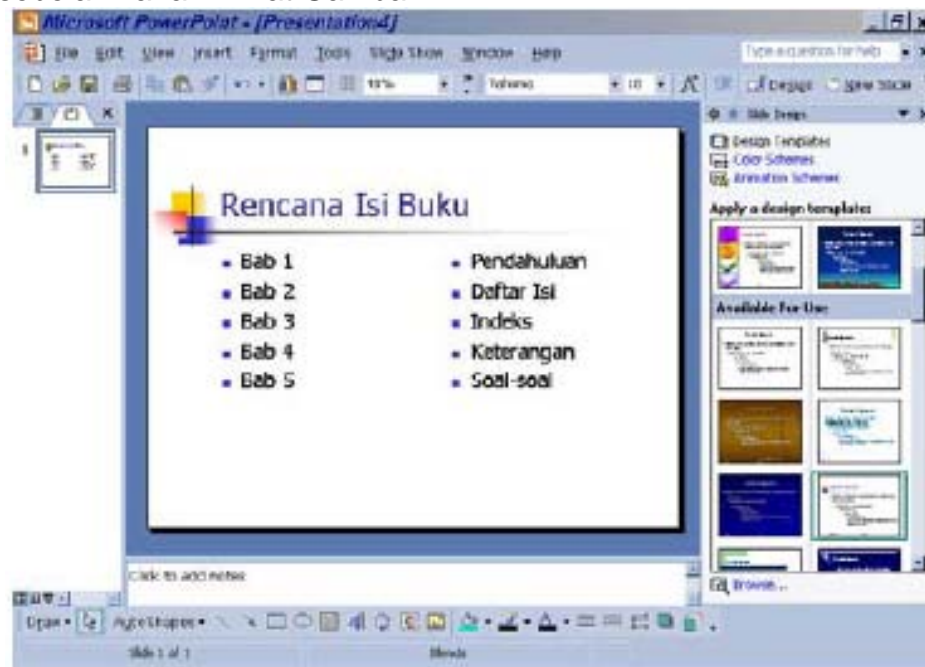 Microsoft PowerPoint - [Presentation4]
File Edit View Insert Format Tools Slide Show Window Help
Type a question for help
Tahoma
Design New Slide
Slide Design
Design Templates
Color Schemes
Animation Schemes
Apply a design template:
Available For Use
Rencana Isi Buku
Bab 1
Bab 2
Bab 3
Bab 4
Bab 5
Pendahuluan
Daftar Isi
Indeks
Keterangan
Soal-soal
Click to add notes
Browse...
Draw AutoShapes
Slide 1 of 1
Blends